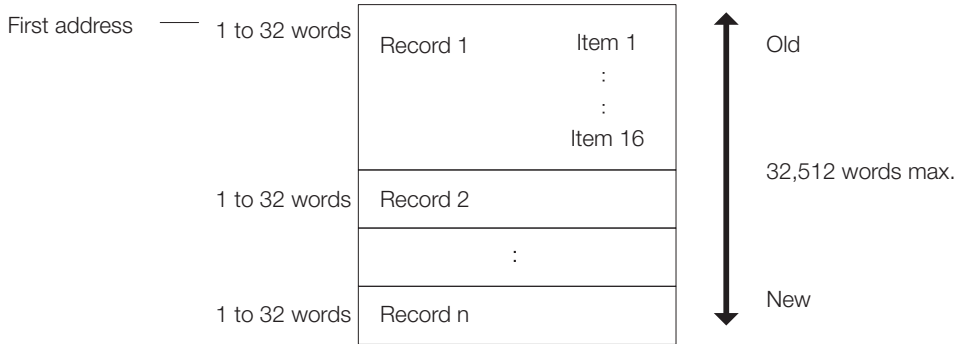 First address
1 to 32 words
Record 1
Item 1
:
:
Item 16
Old
32,512 words max.
1 to 32 words
Record 2
:
New
1 to 32 words
Record n